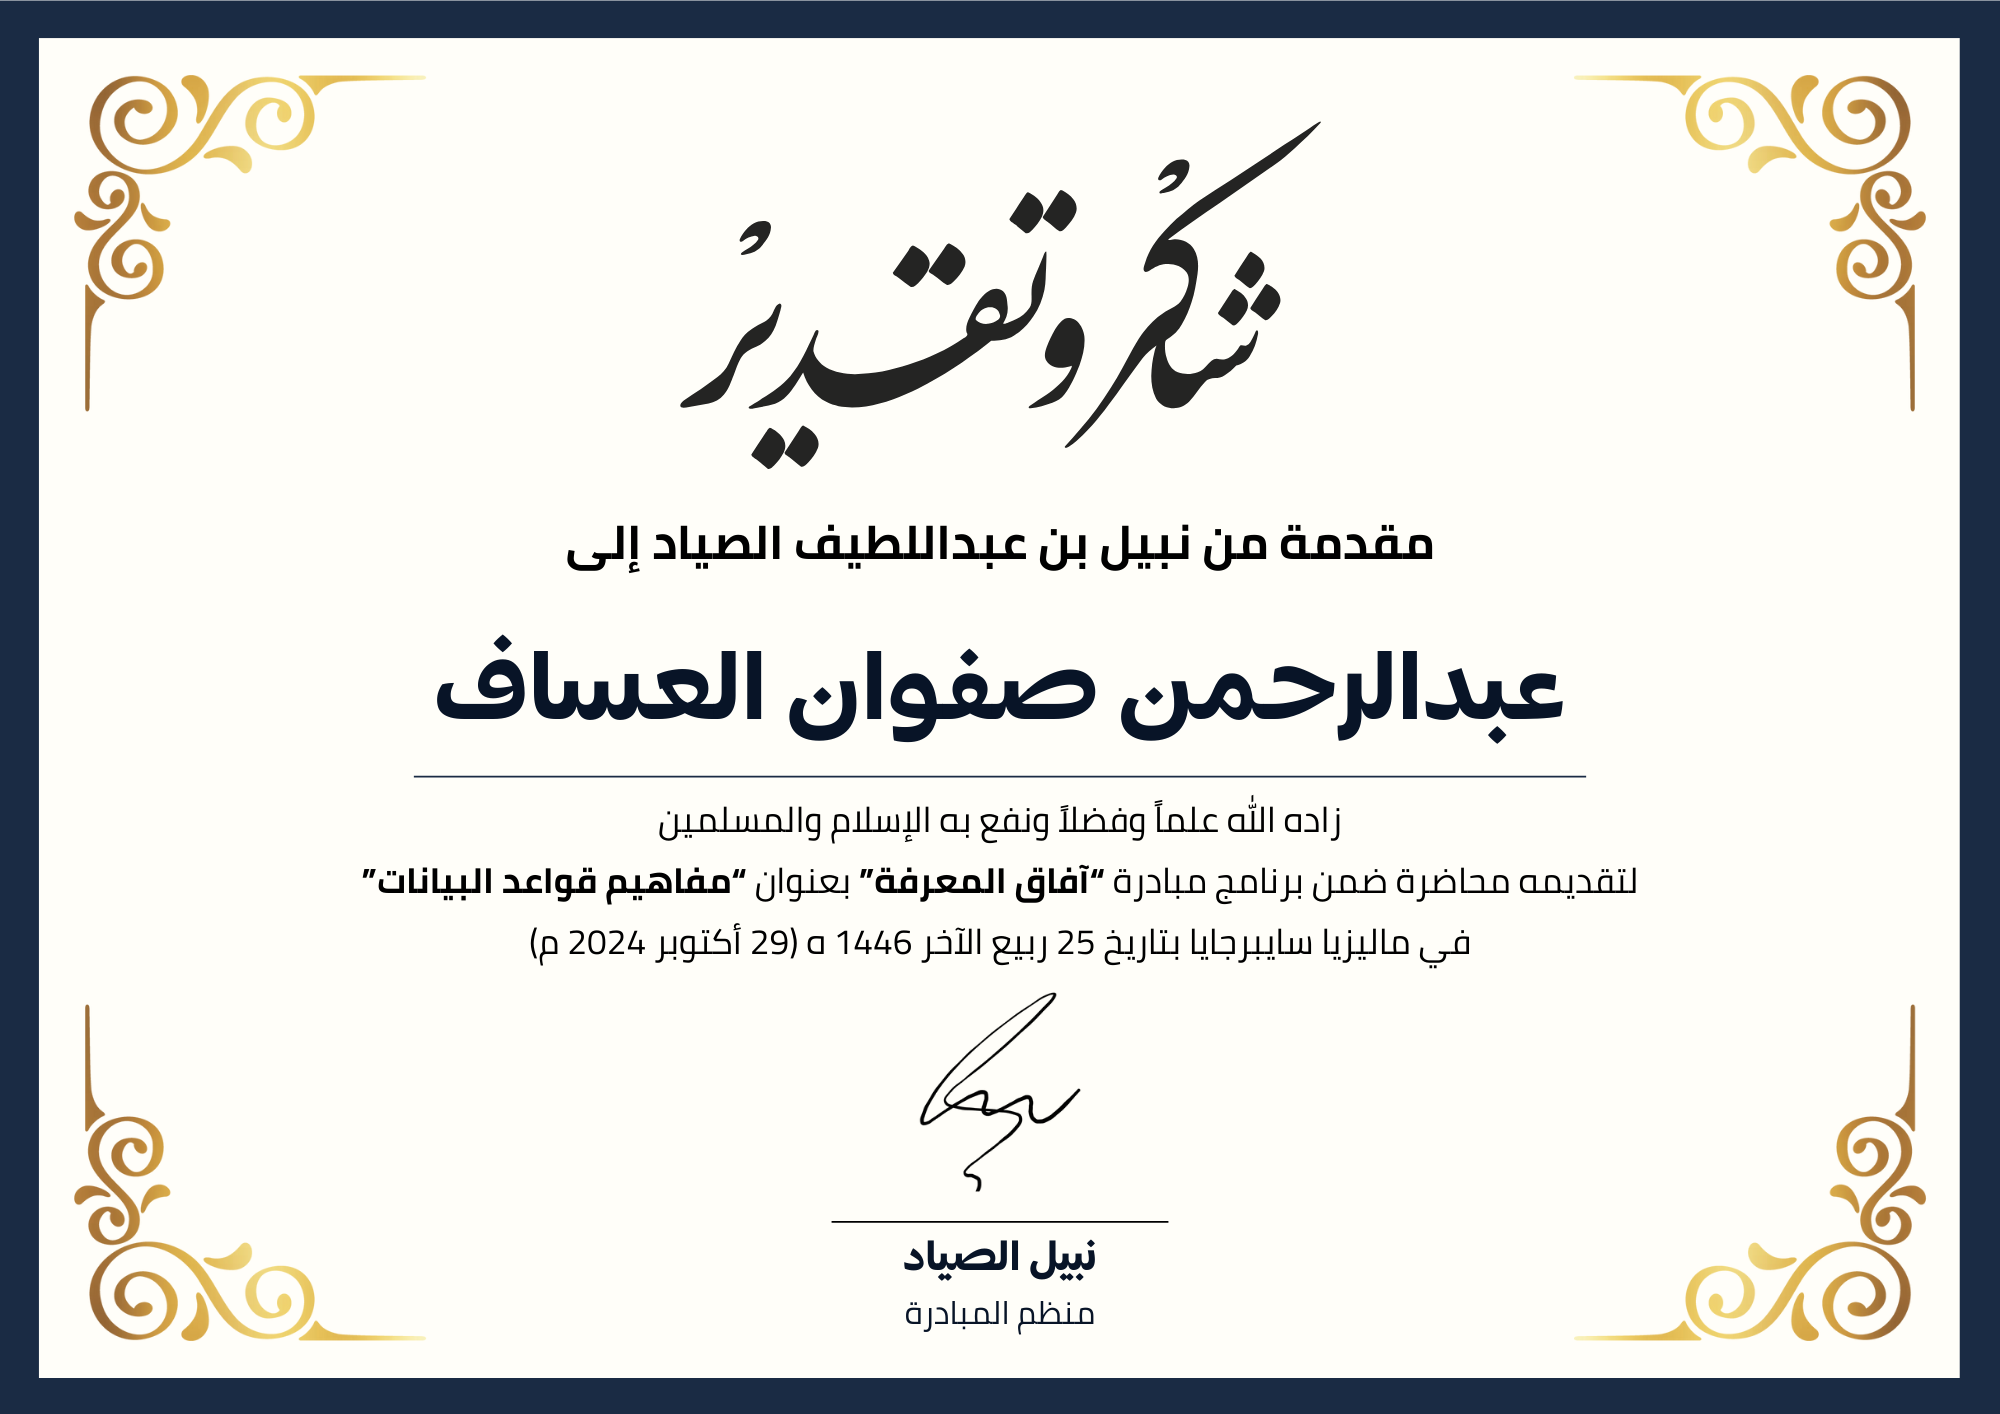 شكر وتقدير
مقدمة من نبيل بن عبداللطيف الصياد إلى
عبدالرحمن صفوان العساف
زاده الله علماً وفضلاً ونفع به الإسلام والمسلمين
لتقديمه محاضرة ضمن برنامج مبادرة “آفاق المعرفة” بعنوان “مفاهيم قواعد البيانات”
في ماليزيا سايبرجايا بتاريخ 25 ربيع الآخر 1446 ه (29 أكتوبر 2024 م)
نبيل الصياد
منظم المبادرة